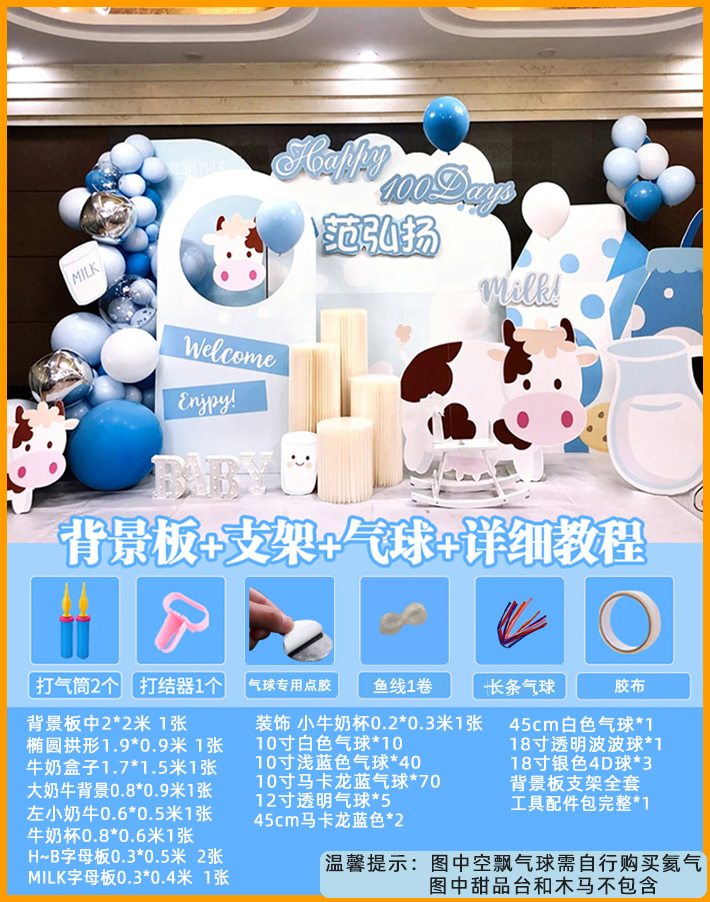 FRESH MILK
Happy
100 Days
范弘扬
MILK
Milk!
Welcome
Enjpy!
BABY
背景板+支架+气球+详细教程
打气筒2个
打结器1个
气球专用点胶
鱼线1卷
长条气球
胶布
背景板中2*2米 1张
椭圆拱形1.9*0.9米 1张
牛奶盒子1.7*1.5米1张
大奶牛背景0.8*0.9米1张
左小奶牛0.6*0.5米1张
牛奶杯0.8*0.6米1张
H~B字母板0.3*0.5米 2张
MILK字母板0.3*0.4米 1张
装饰 小牛奶杯0.2*0.3米1张
10寸白色气球*10
10寸浅蓝色气球*40
10寸马卡龙蓝气球*70
12寸透明气球*5
45cm马卡龙蓝色*2
45cm白色气球*1
18寸透明波波球*1
18寸银色4D球*3
背景板支架全套
工具配件包完整*1
温馨提示：图中空飘气球需自行购买氦气
图中甜品台和木马不包含